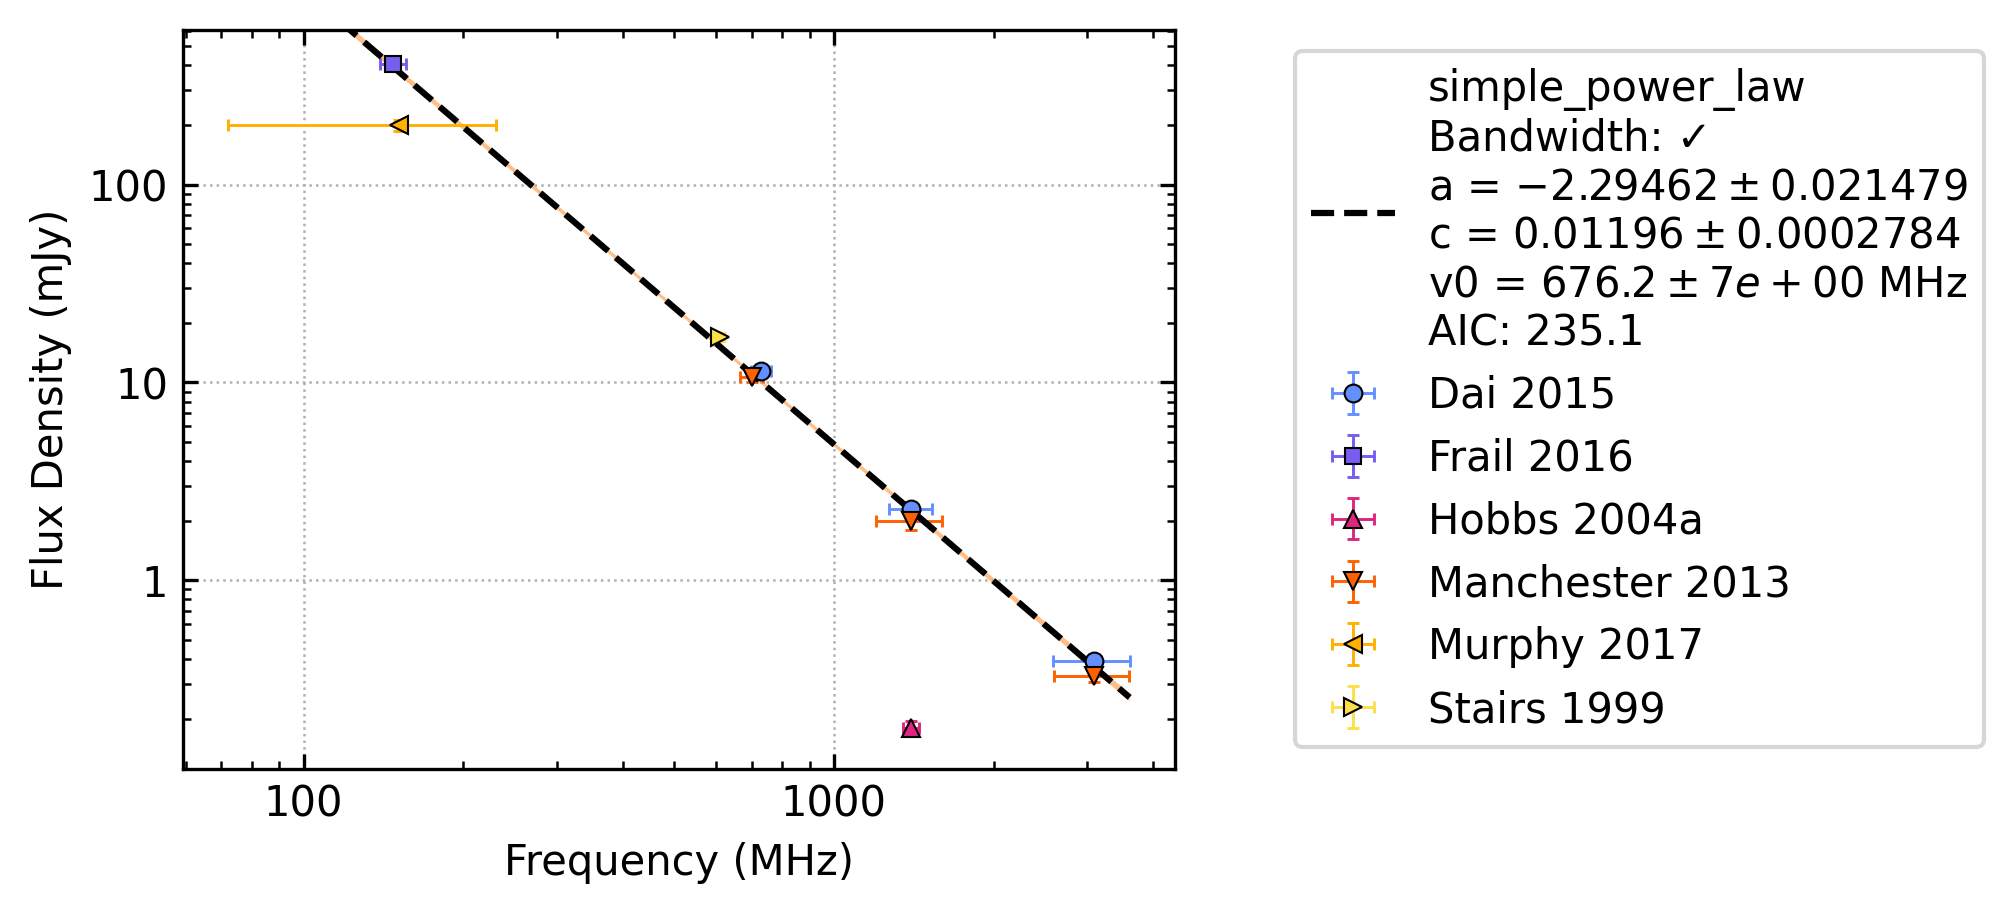 100
10
1
100
1000
Flux Density (mJy)
Frequency (MHz)
simple_power_law
Bandwidth: ✓
a = −2.29462 ± 0.021479
c = 0.01196 ± 0.0002784
v0 = 676.2 ± 7e + 00 MHz
AIC: 235.1
Dai 2015
Frail 2016
Hobbs 2004a
Manchester 2013
Murphy 2017
Stairs 1999